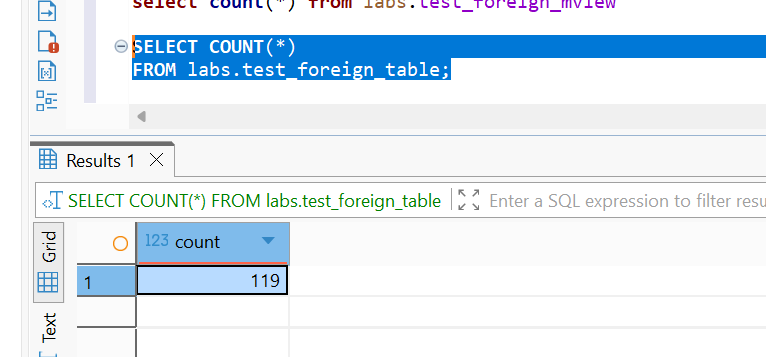 select count(*) from labs.test_foreign_mview
SELECT COUNT(*)
FROM labs.test_foreign_table;
Results 1
SELECT COUNT(*) FROM labs.test_foreign_table
Enter a SQL expression to filter resu
Grid
123 count
1
119
Text